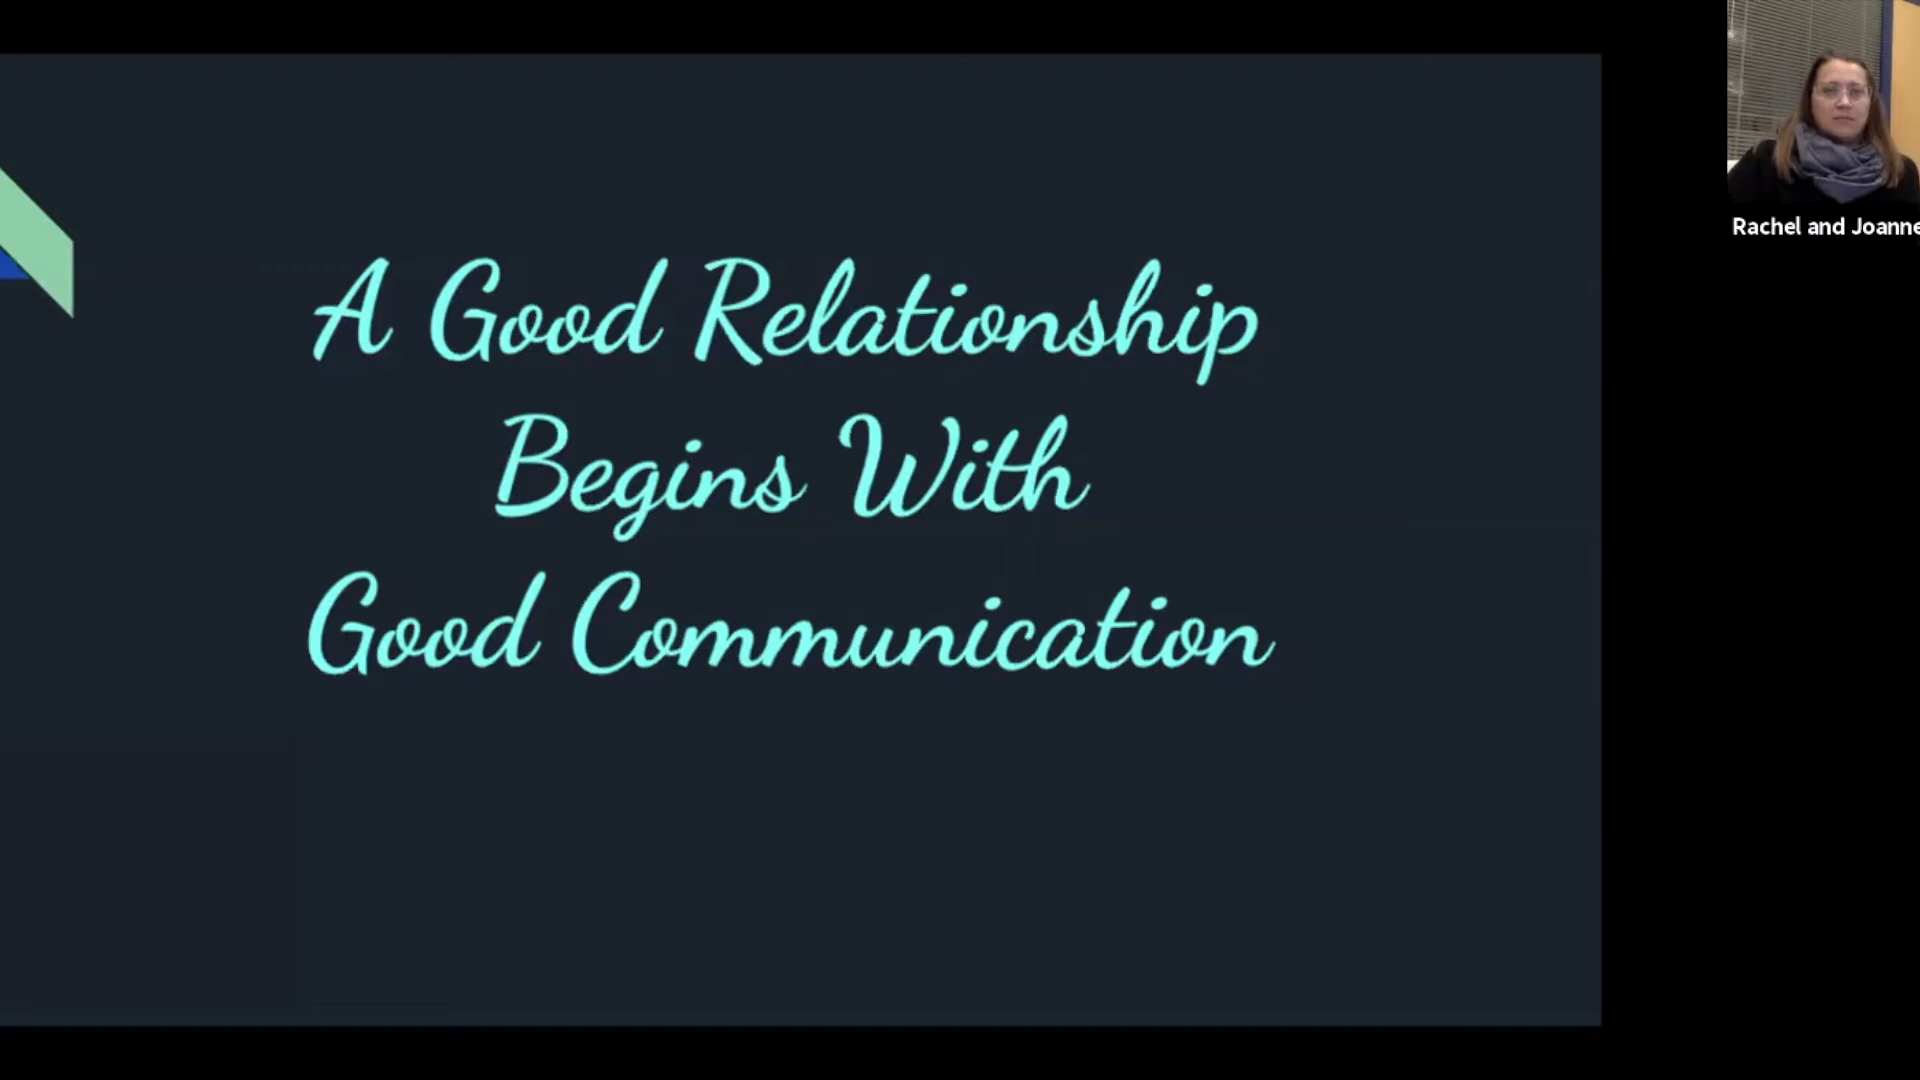 A Good Relationship
Begins With
Good Communication
Rachel and Joanne